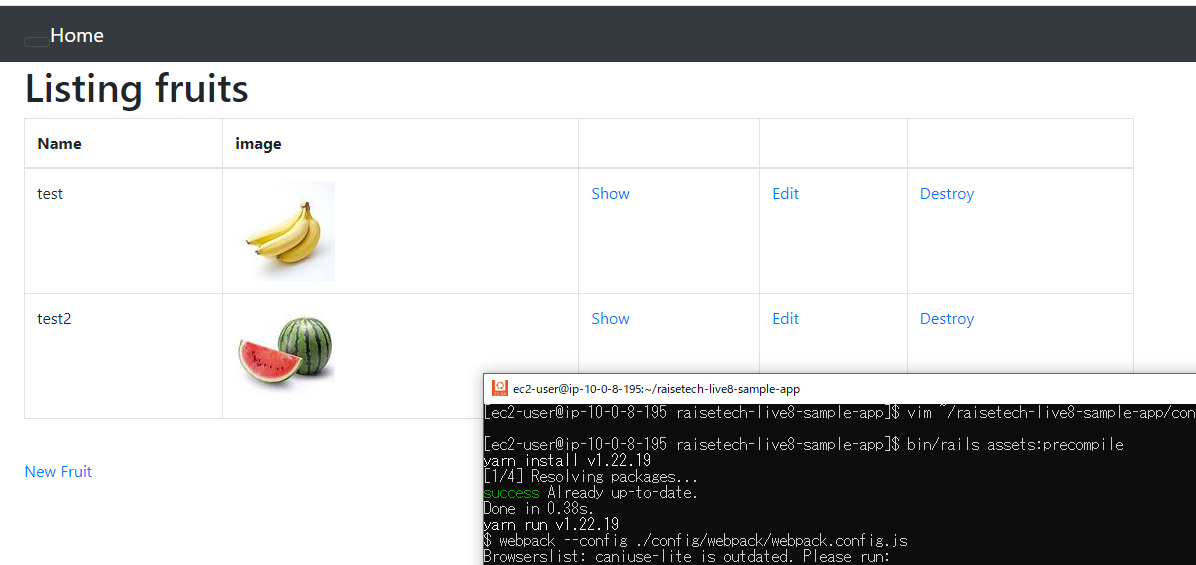 Home
Listing fruits
Name image
test Show Edit Destroy
test2 Show Edit Destroy
New Fruit
ec2-user@ip-10-0-8-195:~/raisetech-live8-sample-app
[ec2-user@ip-10-0-8-195 raisetech-live8-sample-app]$ vim ~/raisetech-live8-sample-app/con
[ec2-user@ip-10-0-8-195 raisetech-live8-sample-app]$ bin/rails assets:precompile
yarn install v1.22.19
[1/4] Resolving packages...
success Already up-to-date.
Done in 0.38s.
yarn run v1.22.19
$ webpack --config ./config/webpack/webpack.config.js
Browserslist: caniuse-lite is outdated. Please run: